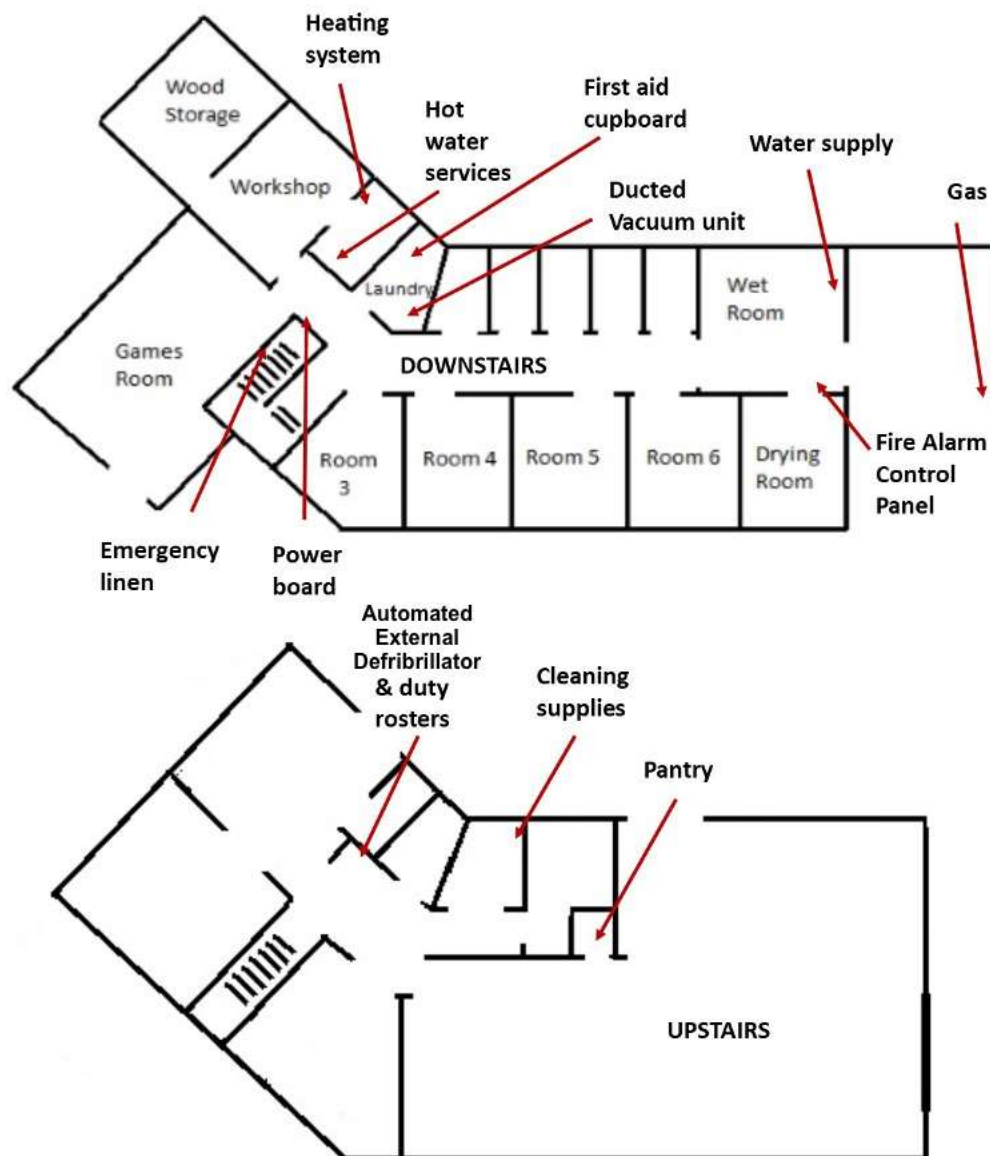 Heating
system
Wood
Storage
Hot
water
services
First aid
cupboard
Water supply
Workshop
Ducted
Vacuum unit
Gas
Laundry
Wet
Room
Games
Room
DOWNSTAIRS
Room
3
Room 4
Room 5
Room 6
Drying
Room
Fire Alarm
Control
Panel
Emergency
linen
Power
board
Automated
External
Defribrillator
& duty
rosters
Cleaning
supplies
Pantry
UPSTAIRS